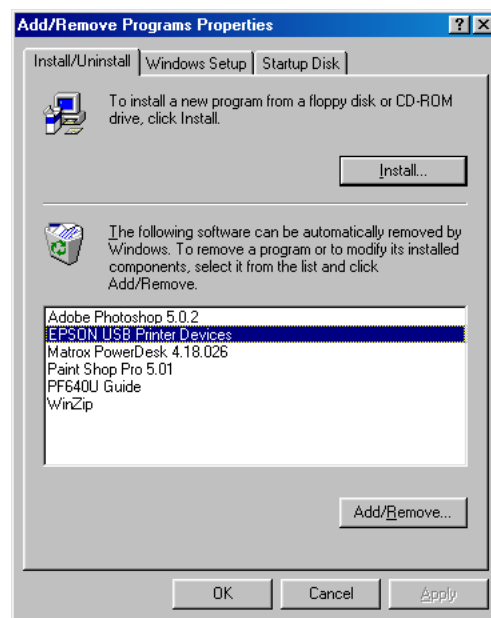 Add/Remove Programs Properties
Install/Uninstall Windows Setup Startup Disk
To install a new program from a floppy disk or CD-ROM
drive, click Install.
Install...
The following software can be automatically removed by
Windows. To remove a program or to modify its installed
components, select it from the list and click
Add/Remove.
Adobe Photoshop 5.0.2
EPSON USB Printer Devices
Matrox PowerDesk 4.18.026
Paint Shop Pro 5.01
PF640U Guide
WinZip
Add/Remove...
OK Cancel Apply